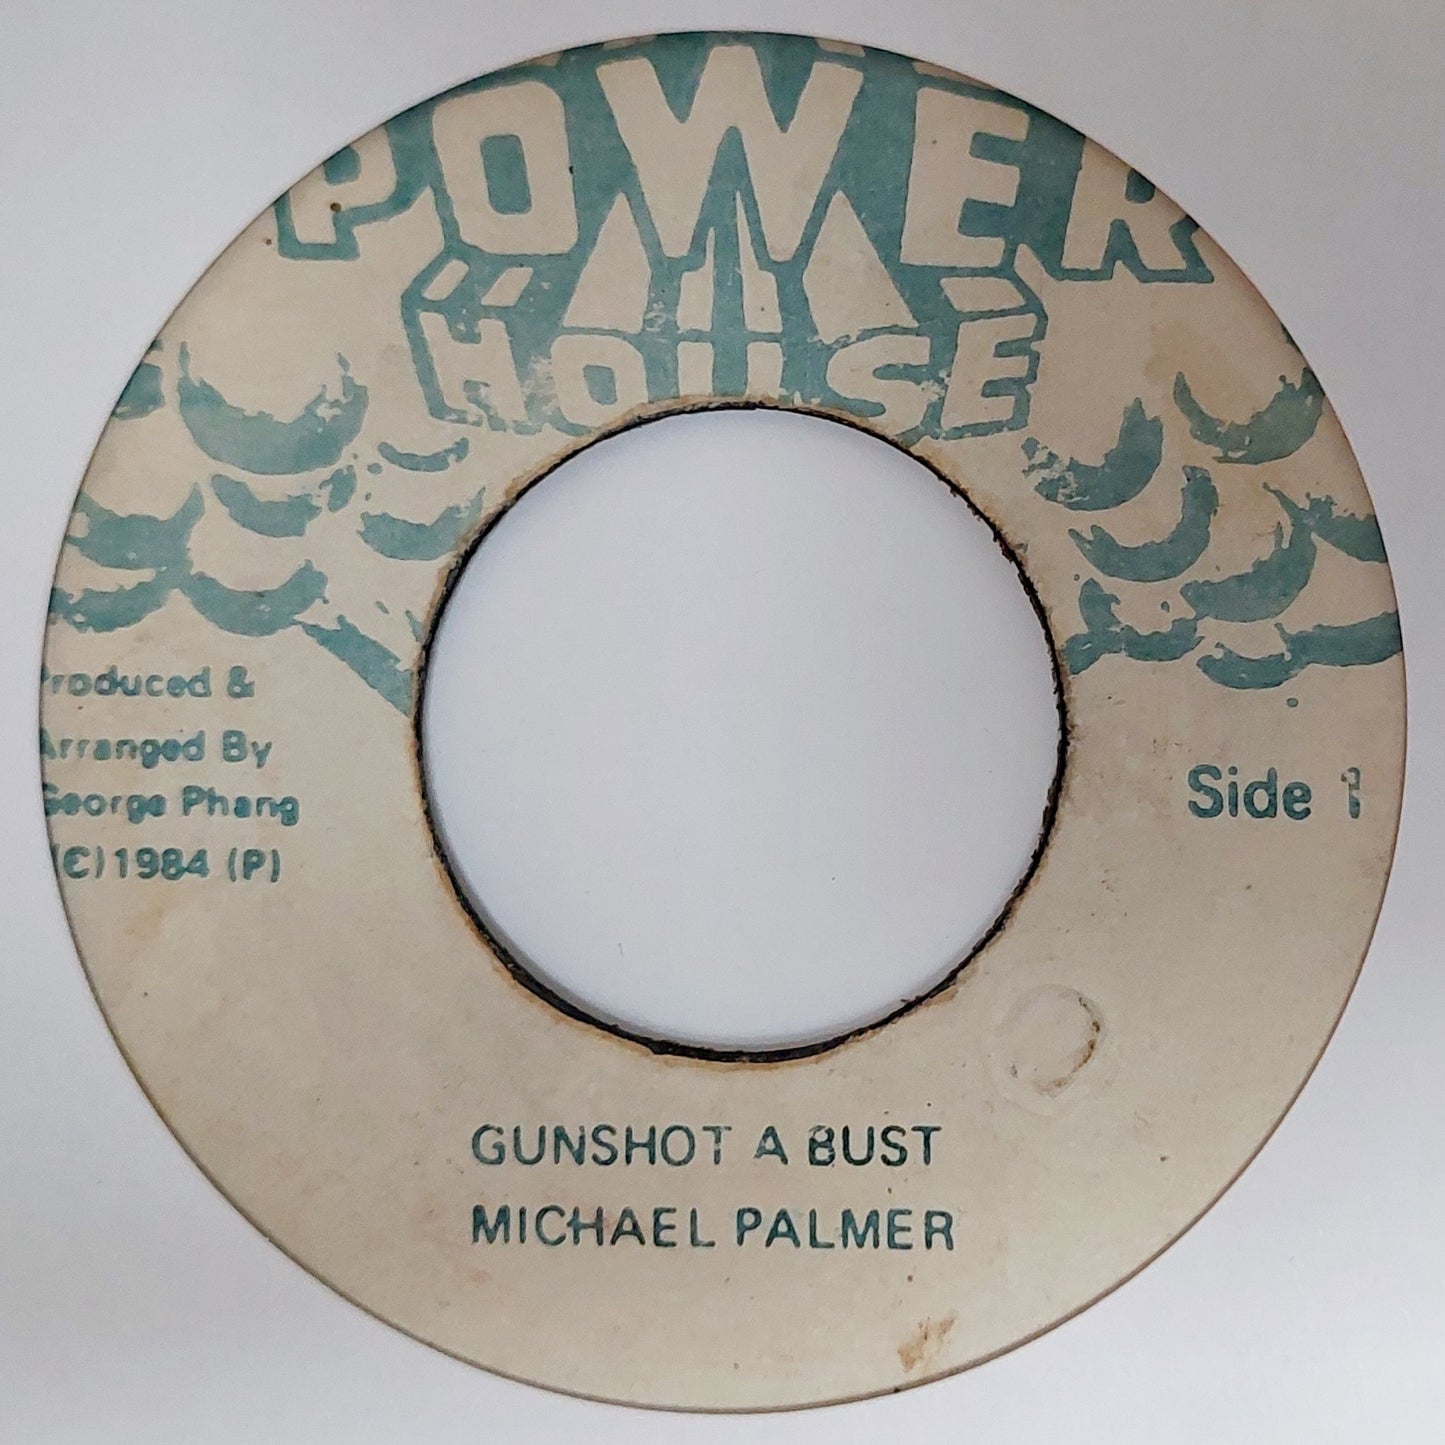 POWER
HOUSE
Produced &
Arranged By
George Phang
(C) 1984 (P)
Side 1
GUNSHOT A BUST
MICHAEL PALMER